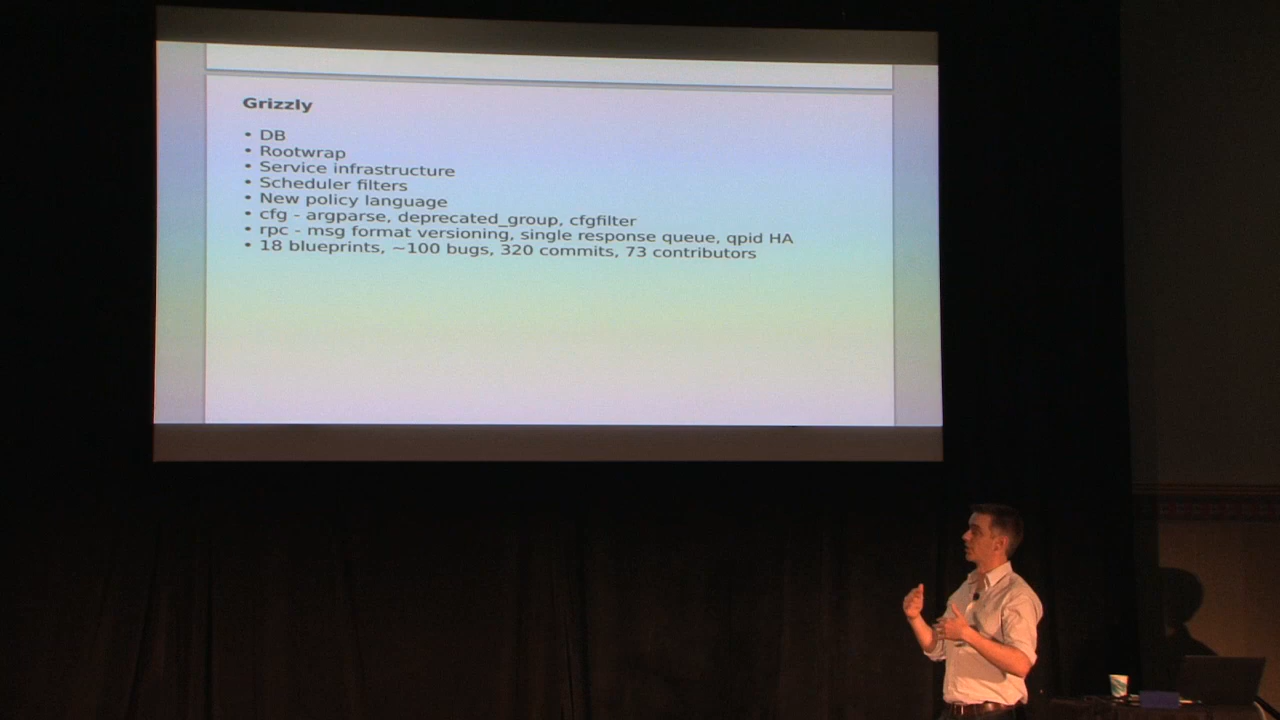 Grizzly
• DB
• Rootwrap
• Service infrastructure
• Scheduler filters
• New policy language
• cfg - argparse, deprecated_group, cfgfilter
• rpc - msg format versioning, single response queue, qpid HA
• 18 blueprints, ~100 bugs, 320 commits, 73 contributors